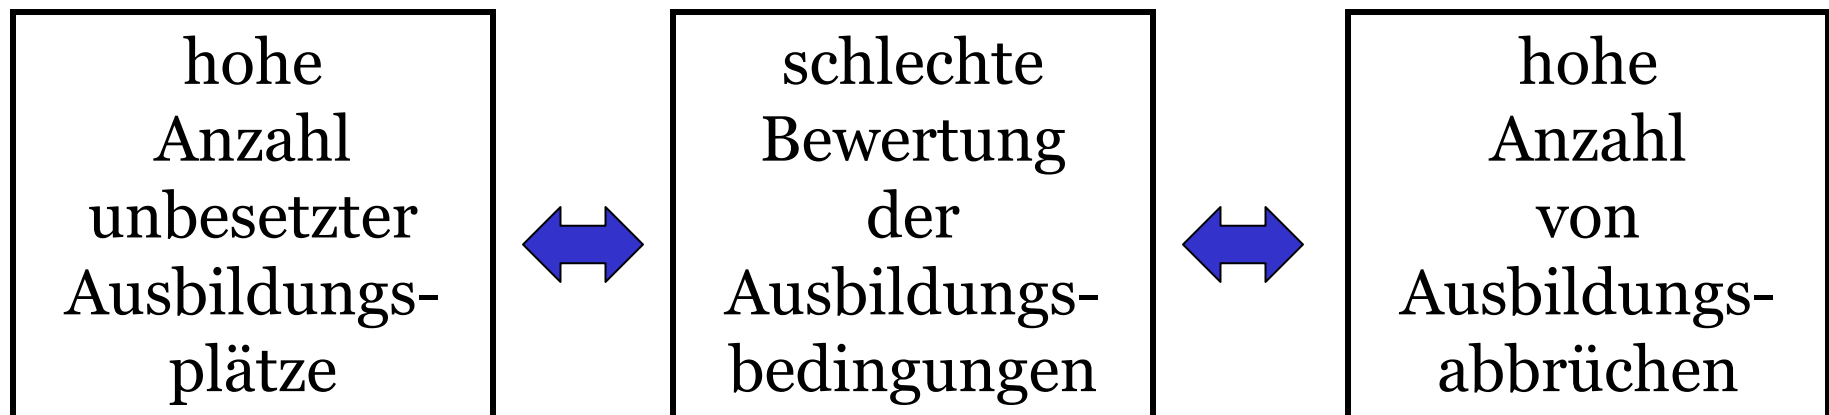 hohe
Anzahl
unbesetzter
Ausbildungs-
plätze
schlechte
Bewertung
der
Ausbildungs-
bedingungen
hohe
Anzahl
von
Ausbildungs-
abbrüchen